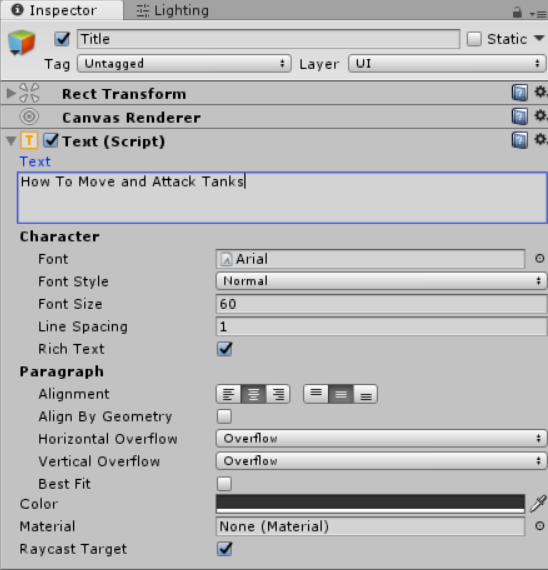 Inspector Lighting
Title Static
Tag Untagged Layer UI
Rect Transform
Canvas Renderer
T Text (Script)
Text
How To Move and Attack Tanks
Character
Font Arial
Font Style Normal
Font Size 60
Line Spacing 1
Rich Text
Paragraph
Alignment
Align By Geometry
Horizontal Overflow Overflow
Vertical Overflow Overflow
Best Fit
Color
Material None (Material)
Raycast Target